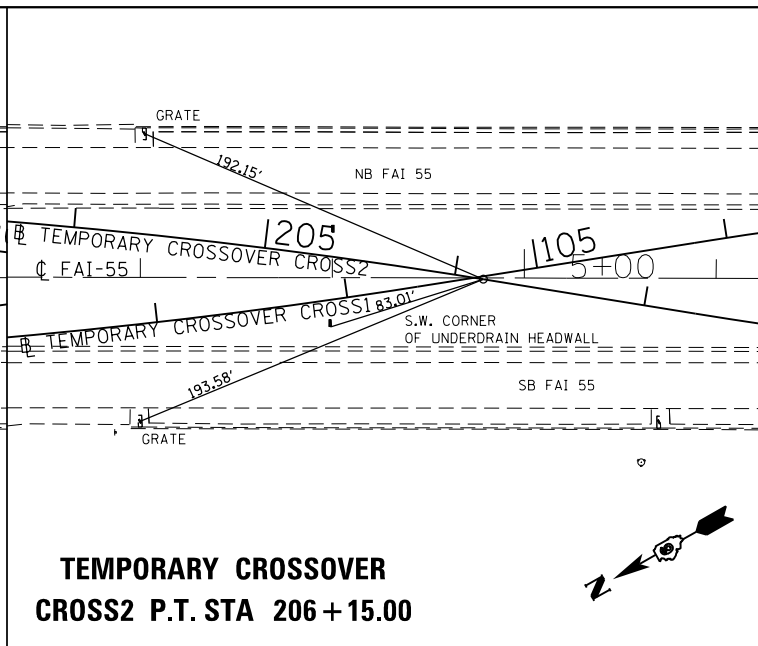 GRATE
192.15'
NB FAI 55
205
105
℄ FAI-55
5+00
TEMPORARY CROSSOVER CROSS2
TEMPORARY CROSSOVER CROSS1
83.01'
S.W. CORNER
OF UNDERDRAIN HEADWALL
193.58'
SB FAI 55
GRATE
TEMPORARY CROSSOVER
CROSS2 P.T. STA 206+15.00
N